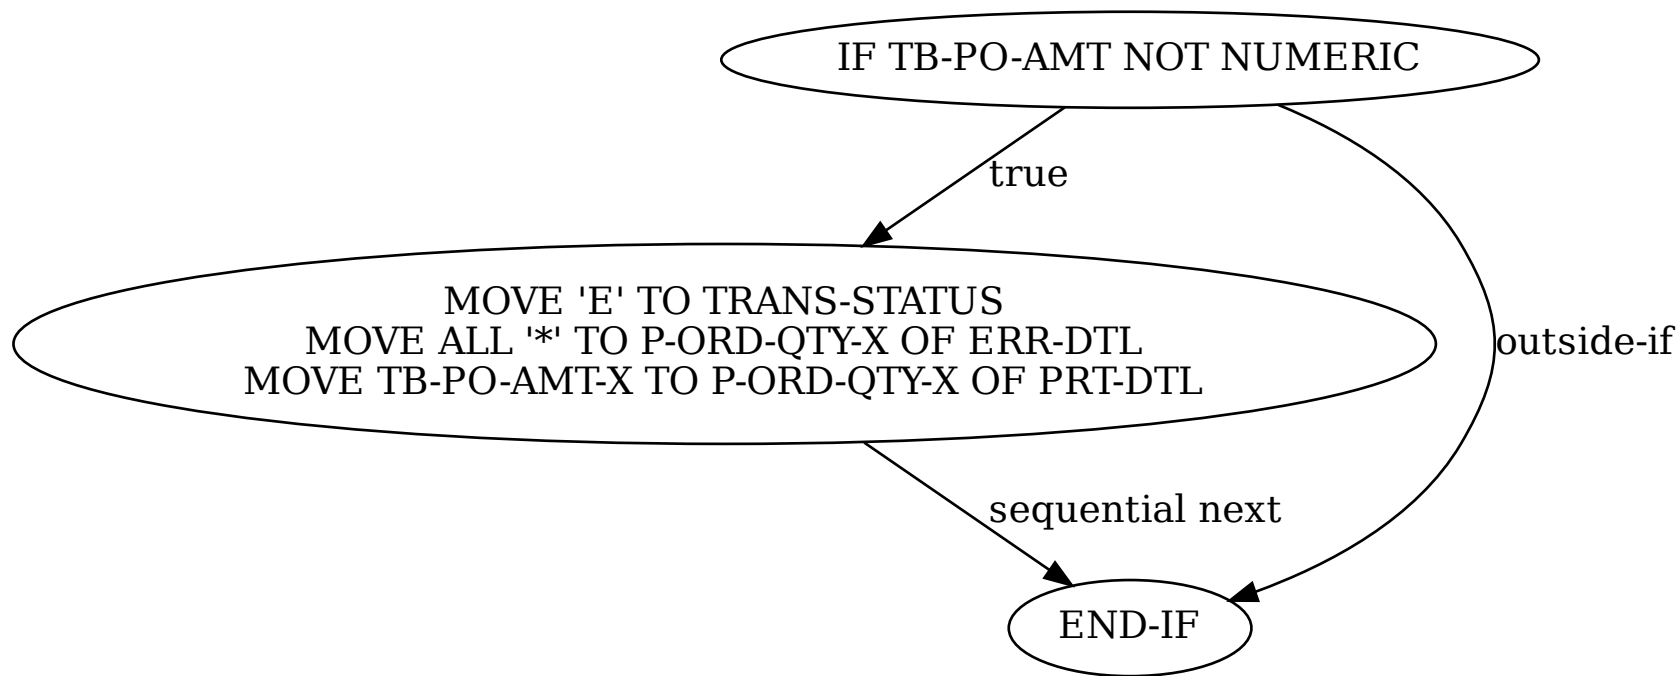 IF TB-PO-AMT NOT NUMERIC
true
MOVE 'E' TO TRANS-STATUS
MOVE ALL '*' TO P-ORD-QTY-X OF ERR-DTL
MOVE TB-PO-AMT-X TO P-ORD-QTY-X OF PRT-DTL
outside-if
sequential next
END-IF